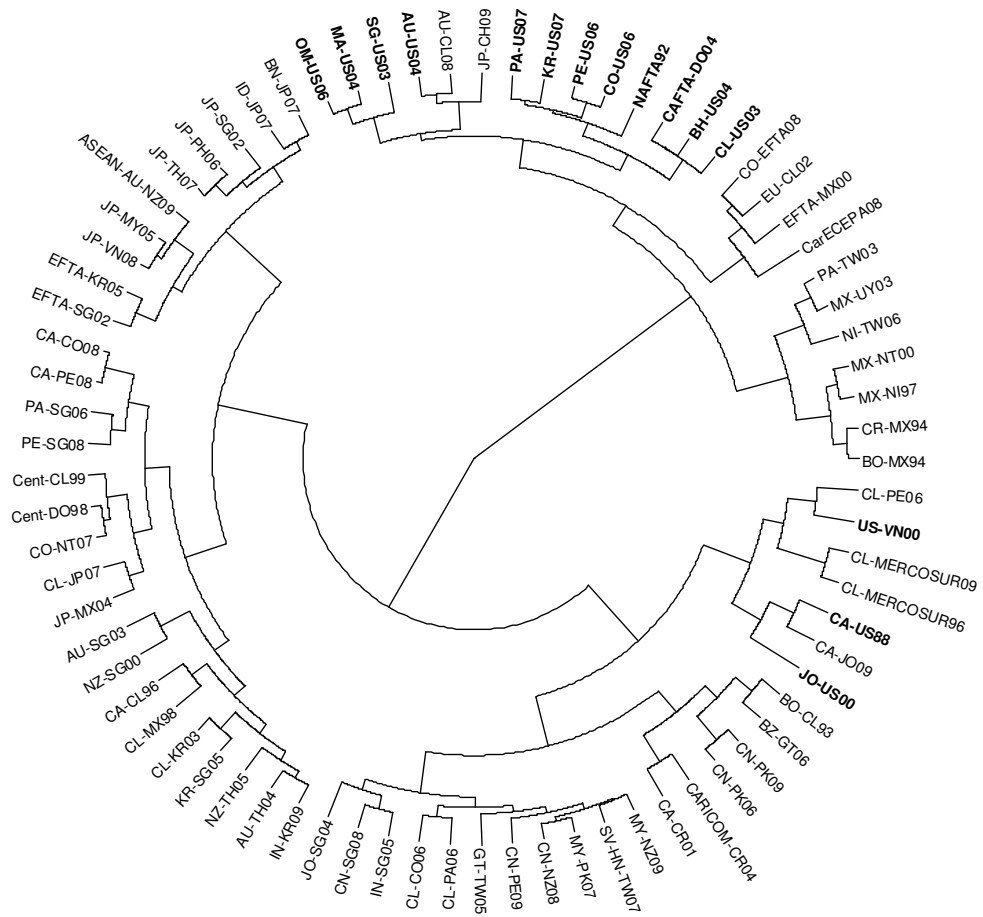 OM-US06
MA-US04
SG-US03
AU-US04
AU-CL08
JP-CH09
PA-US07
KR-US07
PE-US06
CO-US06
NAFTA92
CAFTA-DO04
BH-US04
CL-US03
CO-EFTA08
EU-CL02
EFTA-MX00
CarECEPA08
PA-TW03
MX-UY03
NI-TW06
MX-NT00
MX-NI97
CR-MX94
BO-MX94
CL-PE06
US-VN00
CL-MERCOSUR09
CL-MERCOSUR96
CA-US88
CA-JO09
JO-US00
BO-CL93
BZ-GT06
CN-PK09
CN-PK06
CARICOM-CR04
CA-CR01
MY-NZ09
SV-HN-TW07
MY-PK07
CN-NZ08
CN-PE09
GT-TW05
CL-PA06
CL-CO06
IN-SG05
CN-SG08
JO-SG04
IN-KR09
AU-TH04
NZ-TH05
KR-SG05
CL-KR03
CL-MX98
CA-CL96
NZ-SG00
AU-SG03
JP-MX04
CL-JP07
CO-NT07
Cent-DO98
Cent-CL99
PE-SG08
PA-SG06
CA-PE08
CA-CO08
EFTA-SG02
EFTA-KR05
JP-VN08
JP-MY05
ASEAN-AU-NZ09
JP-TH07
JP-PH06
JP-SG02
ID-JP07
BN-JP07